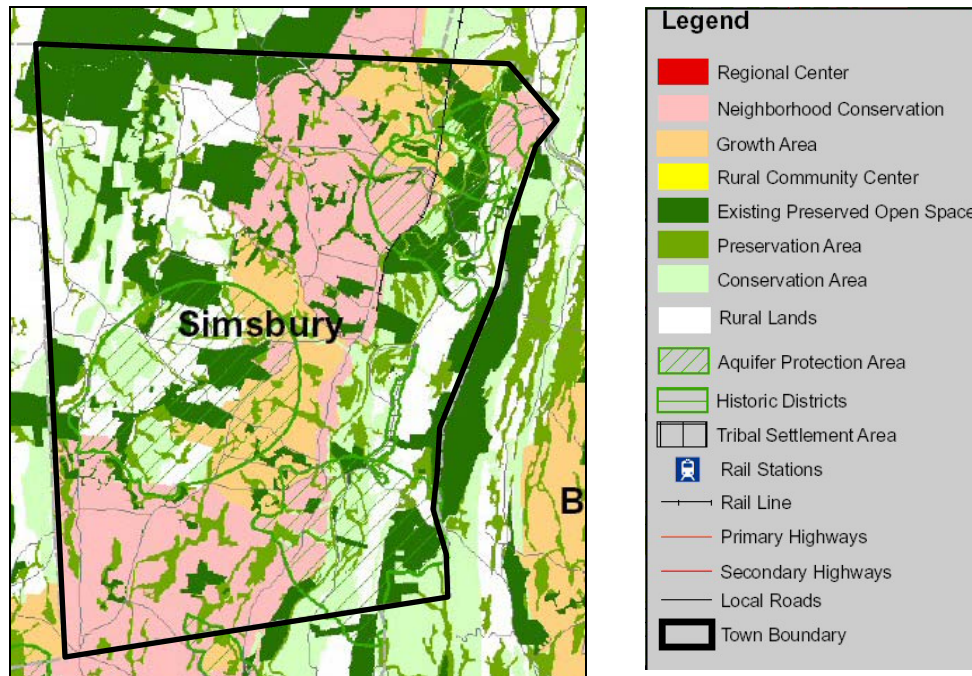 Simsbury
B
Legend
Regional Center
Neighborhood Conservation
Growth Area
Rural Community Center
Existing Preserved Open Space
Preservation Area
Conservation Area
Rural Lands
Aquifer Protection Area
Historic Districts
Tribal Settlement Area
Rail Stations
Rail Line
Primary Highways
Secondary Highways
Local Roads
Town Boundary